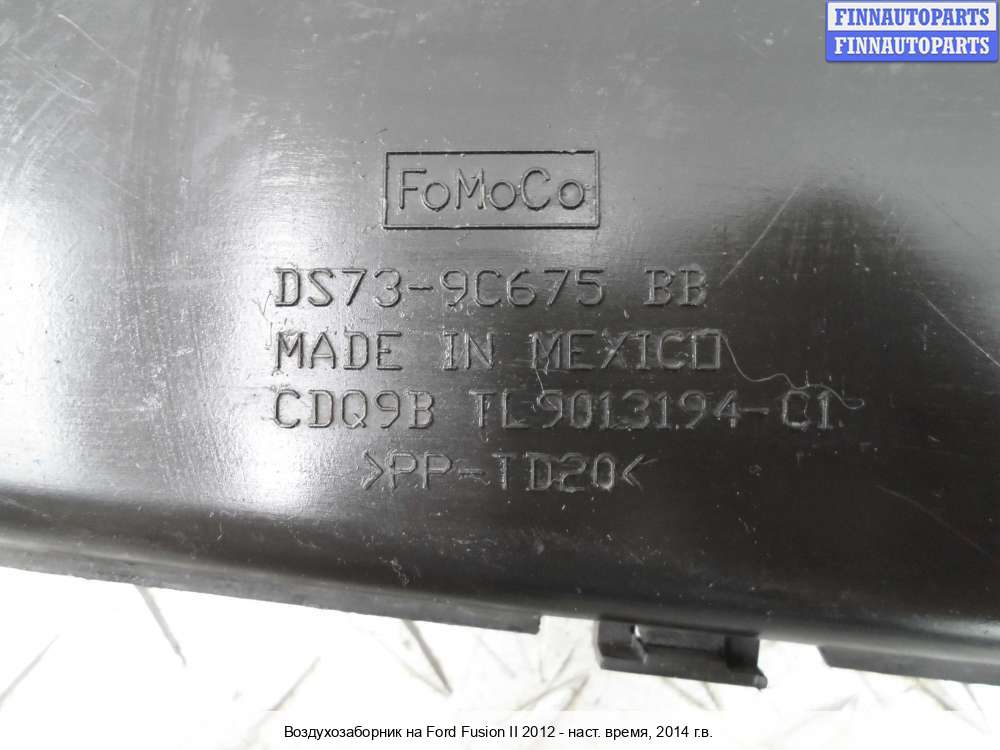 FINNAUTOPARTS
FINNAUTOPARTS
FoMoCo
DS73-9C675 BB
MADE IN MEXICO
CDQ9B TL9013194-C1
>PP-TD20<
Воздухозаборник на Ford Fusion II 2012 - наст. время, 2014 г.в.